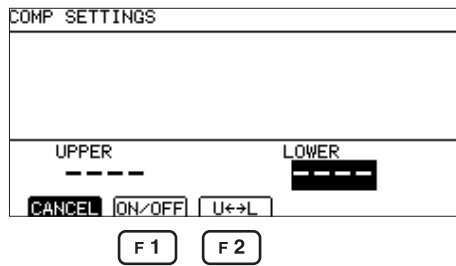 COMP SETTINGS
UPPER LOWER
---- ----
CANCEL ON/OFF U↔L
F1 F2